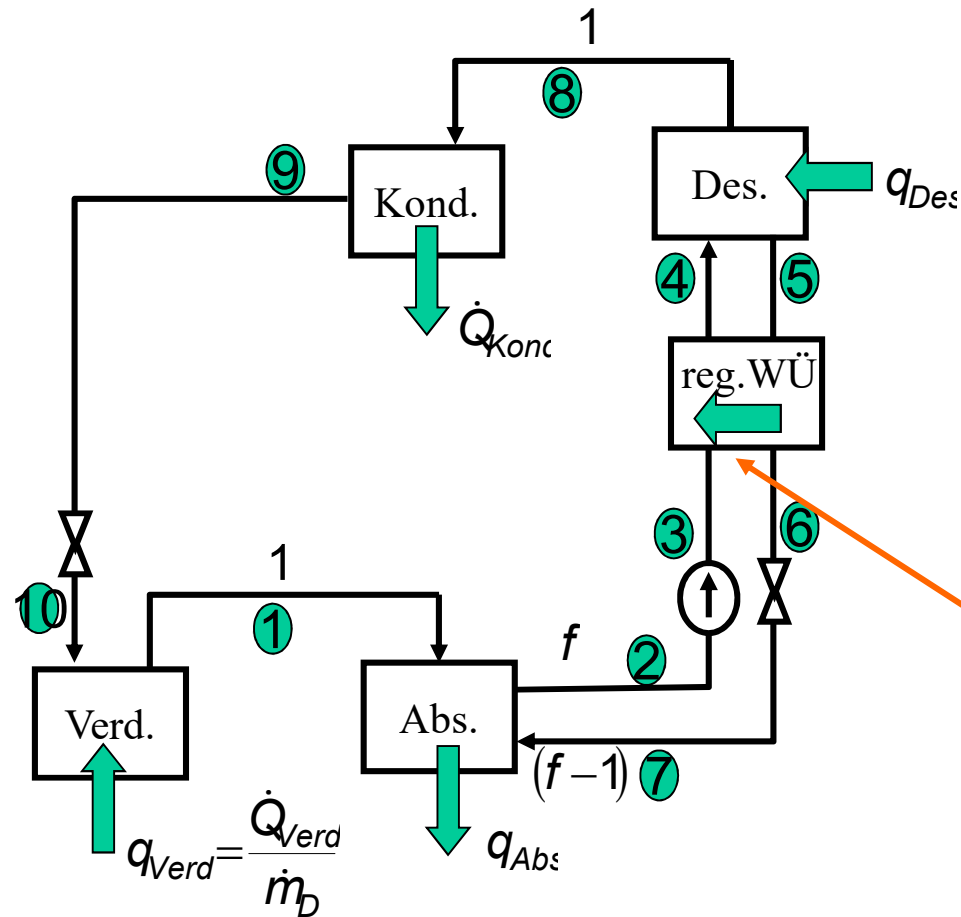 1
8
9
Kond.
Des.
q_Des
4
5
Q̇_Kond
reg.WÜ
3
6
10
1
1
f
2
Verd.
Abs.
(f−1) 7
q_Verd = Q̇_Verd / ṁ_D
q_Abs